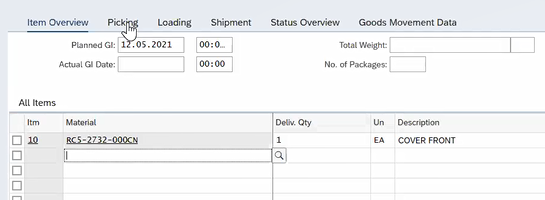 Item Overview Picking Loading Shipment Status Overview Goods Movement Data
Planned GI: 12.05.2021 00:0... Total Weight:
Actual GI Date: 00:00 No. of Packages:
All Items
Itm Material Deliv. Qty Un Description
10 RC5-2732-000CN 1 EA COVER FRONT